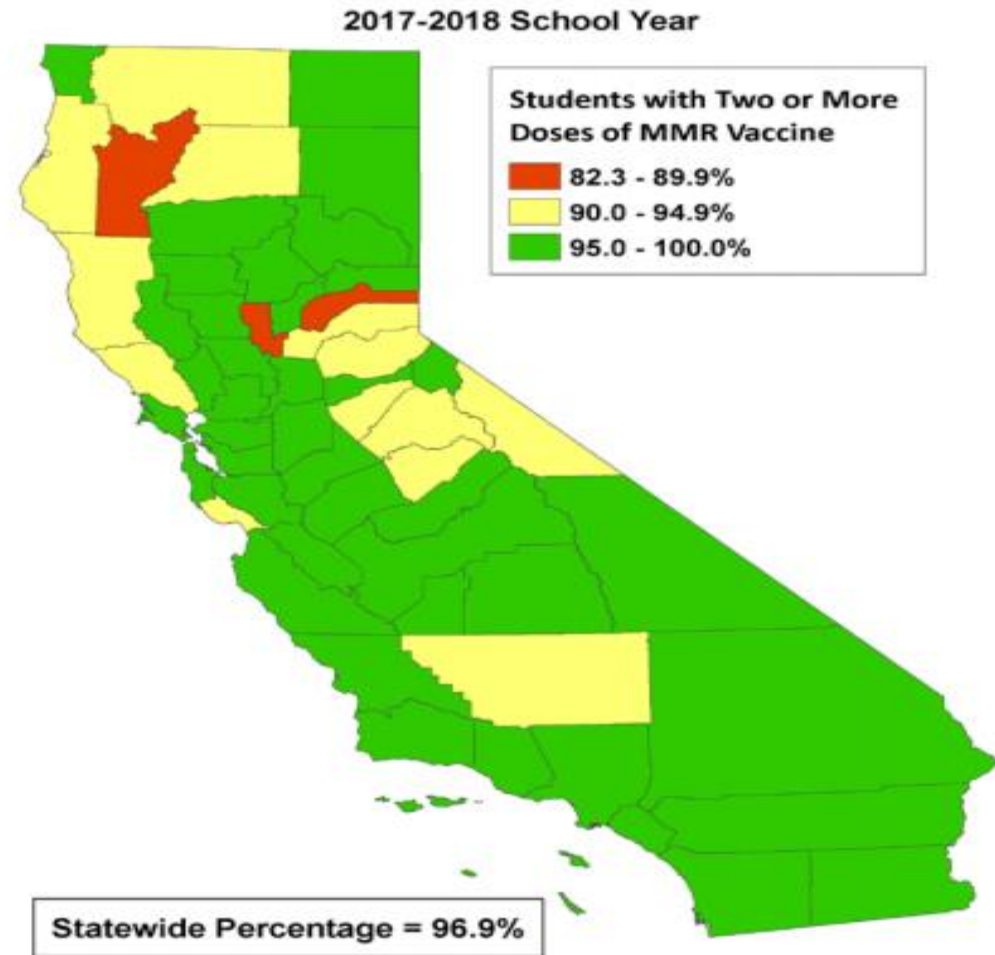 2017-2018 School Year
Students with Two or More
Doses of MMR Vaccine
82.3 - 89.9%
90.0 - 94.9%
95.0 - 100.0%
Statewide Percentage = 96.9%